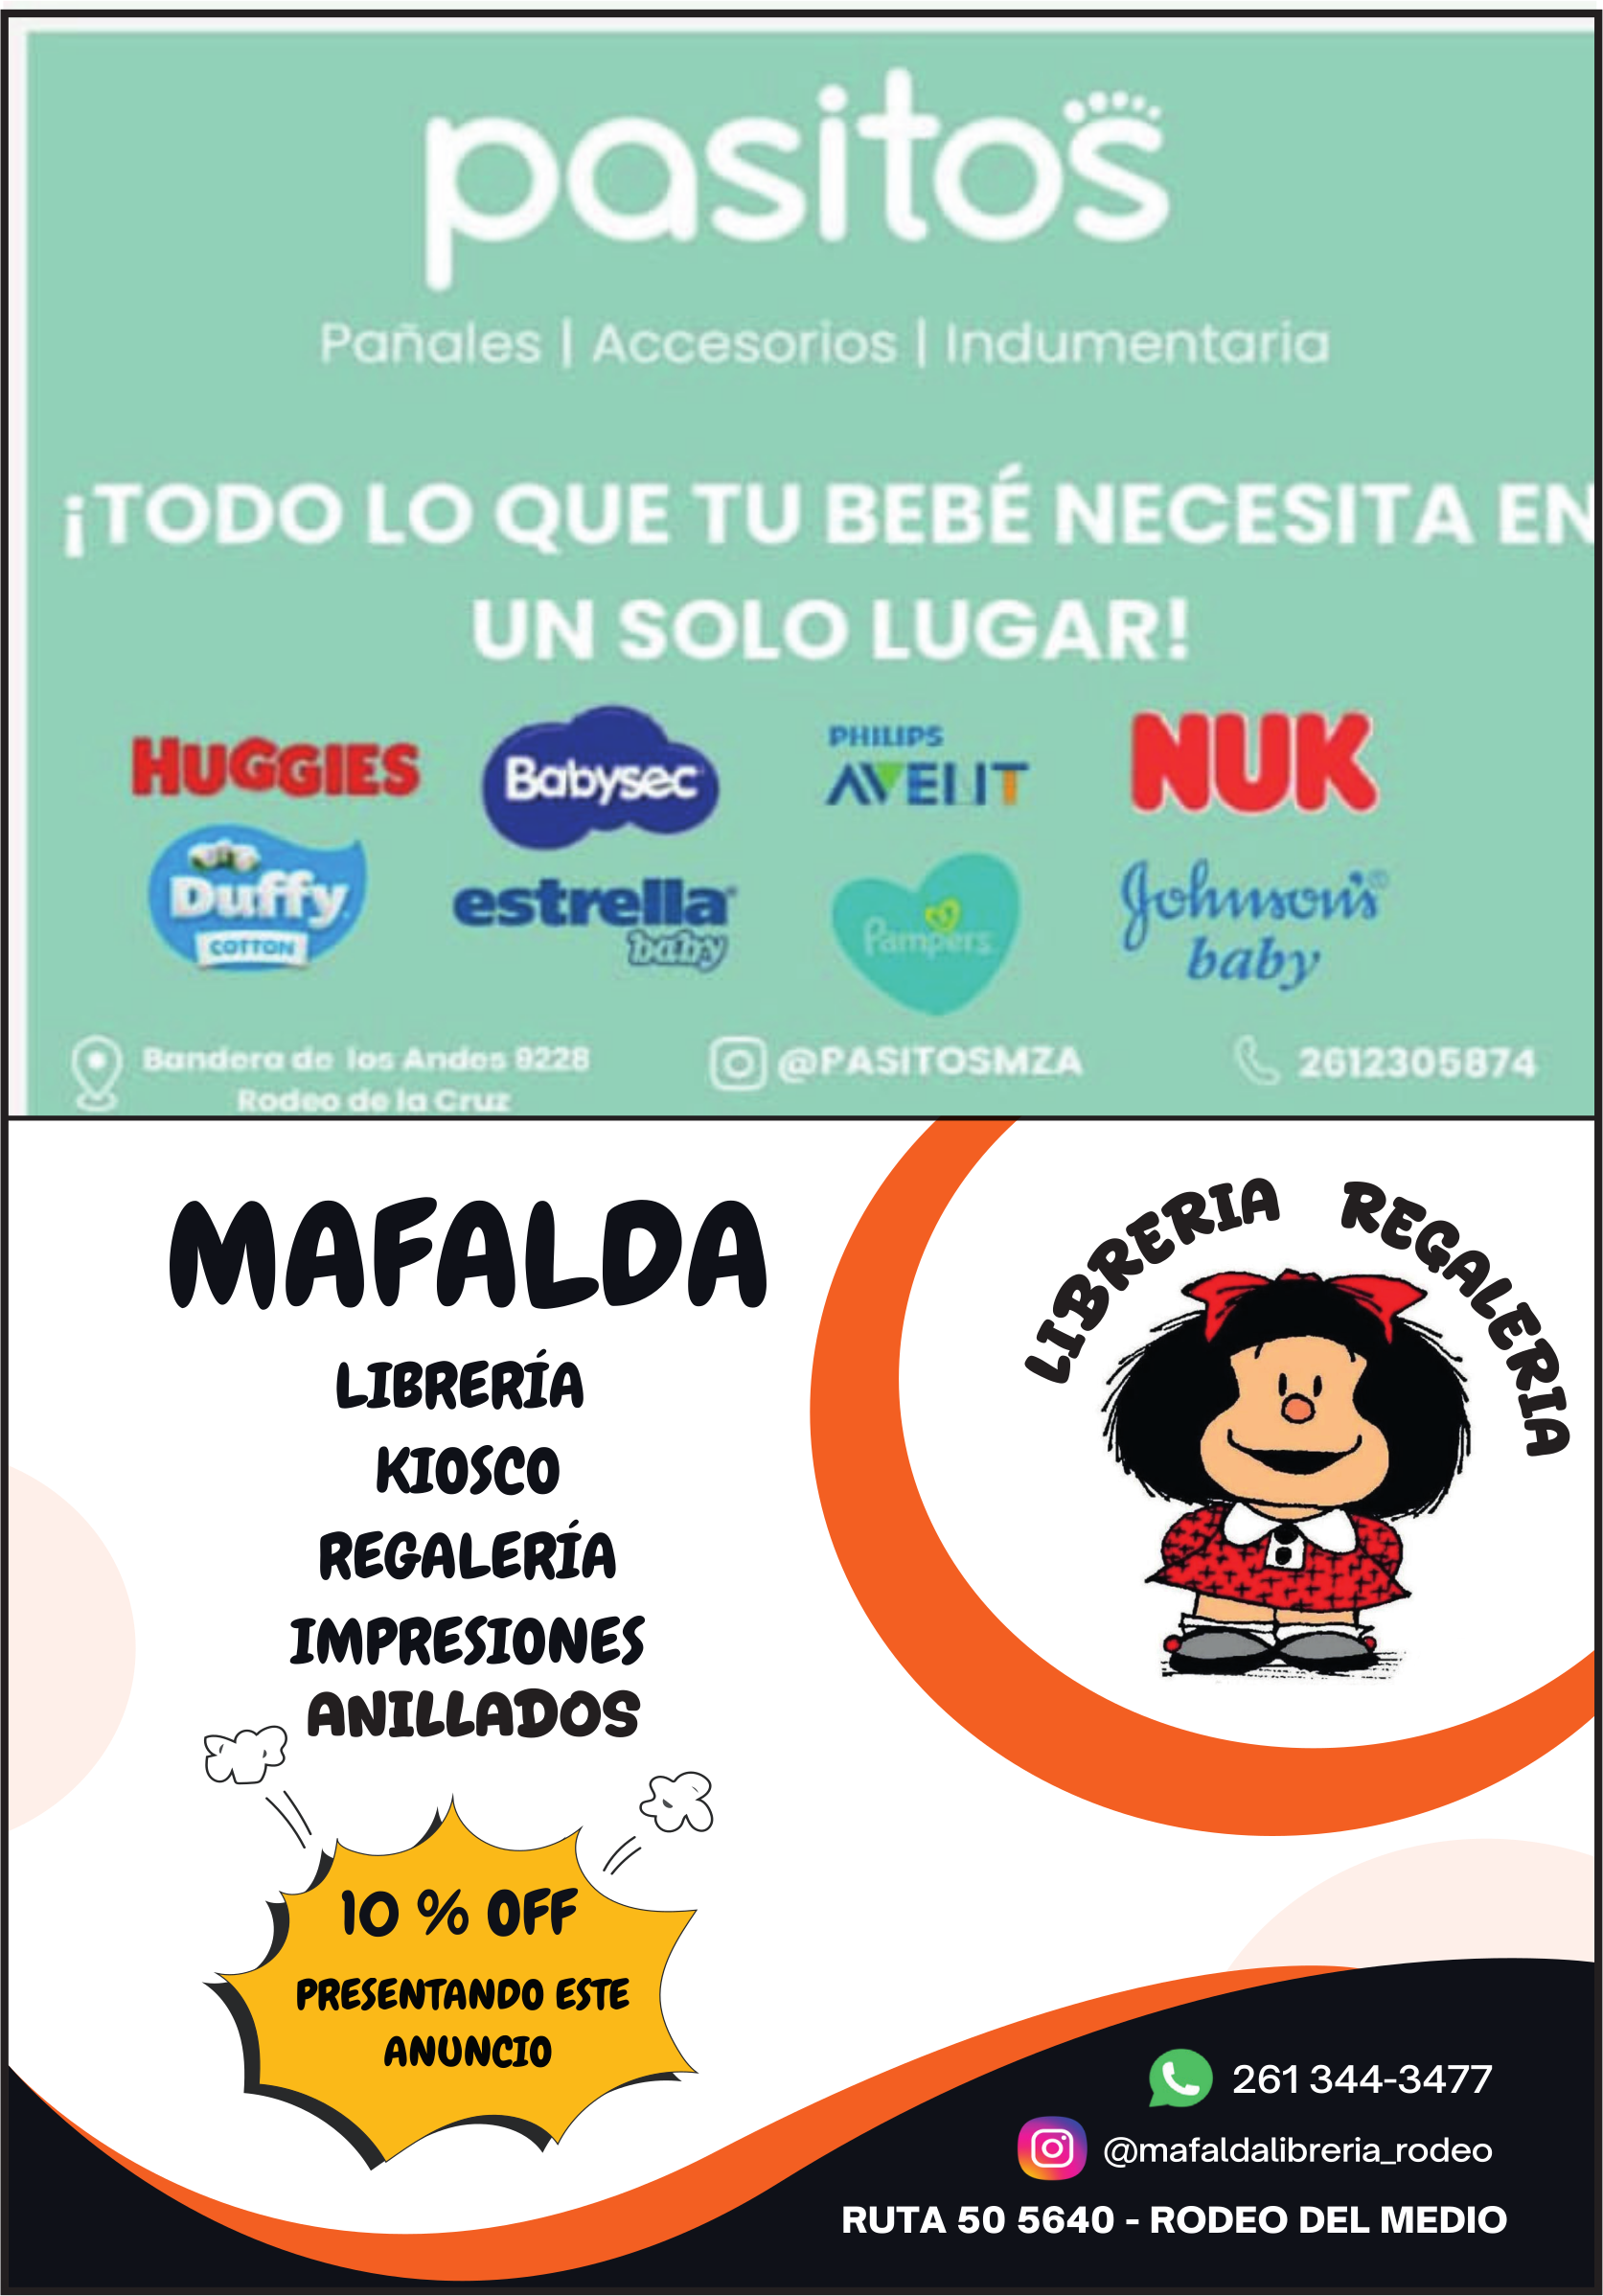 pasitos
Pañales | Accesorios | Indumentaria
¡TODO LO QUE TU BEBÉ NECESITA EN
UN SOLO LUGAR!
HUGGIES
Babysec
PHILIPS
AVENT
NUK
Duffy
COTTON
estrella
baby
Pampers
Johnson's®
baby
Bandera de los Andes 9228
Rodeo de la Cruz
@PASITOSMZA
2612305874
MAFALDA
LIBRERÍA
KIOSCO
REGALERÍA
IMPRESIONES
ANILLADOS
LIBRERIA REGALERIA
10 % OFF
PRESENTANDO ESTE
ANUNCIO
261 344-3477
@mafaldalibreria_rodeo
RUTA 50 5640 - RODEO DEL MEDIO